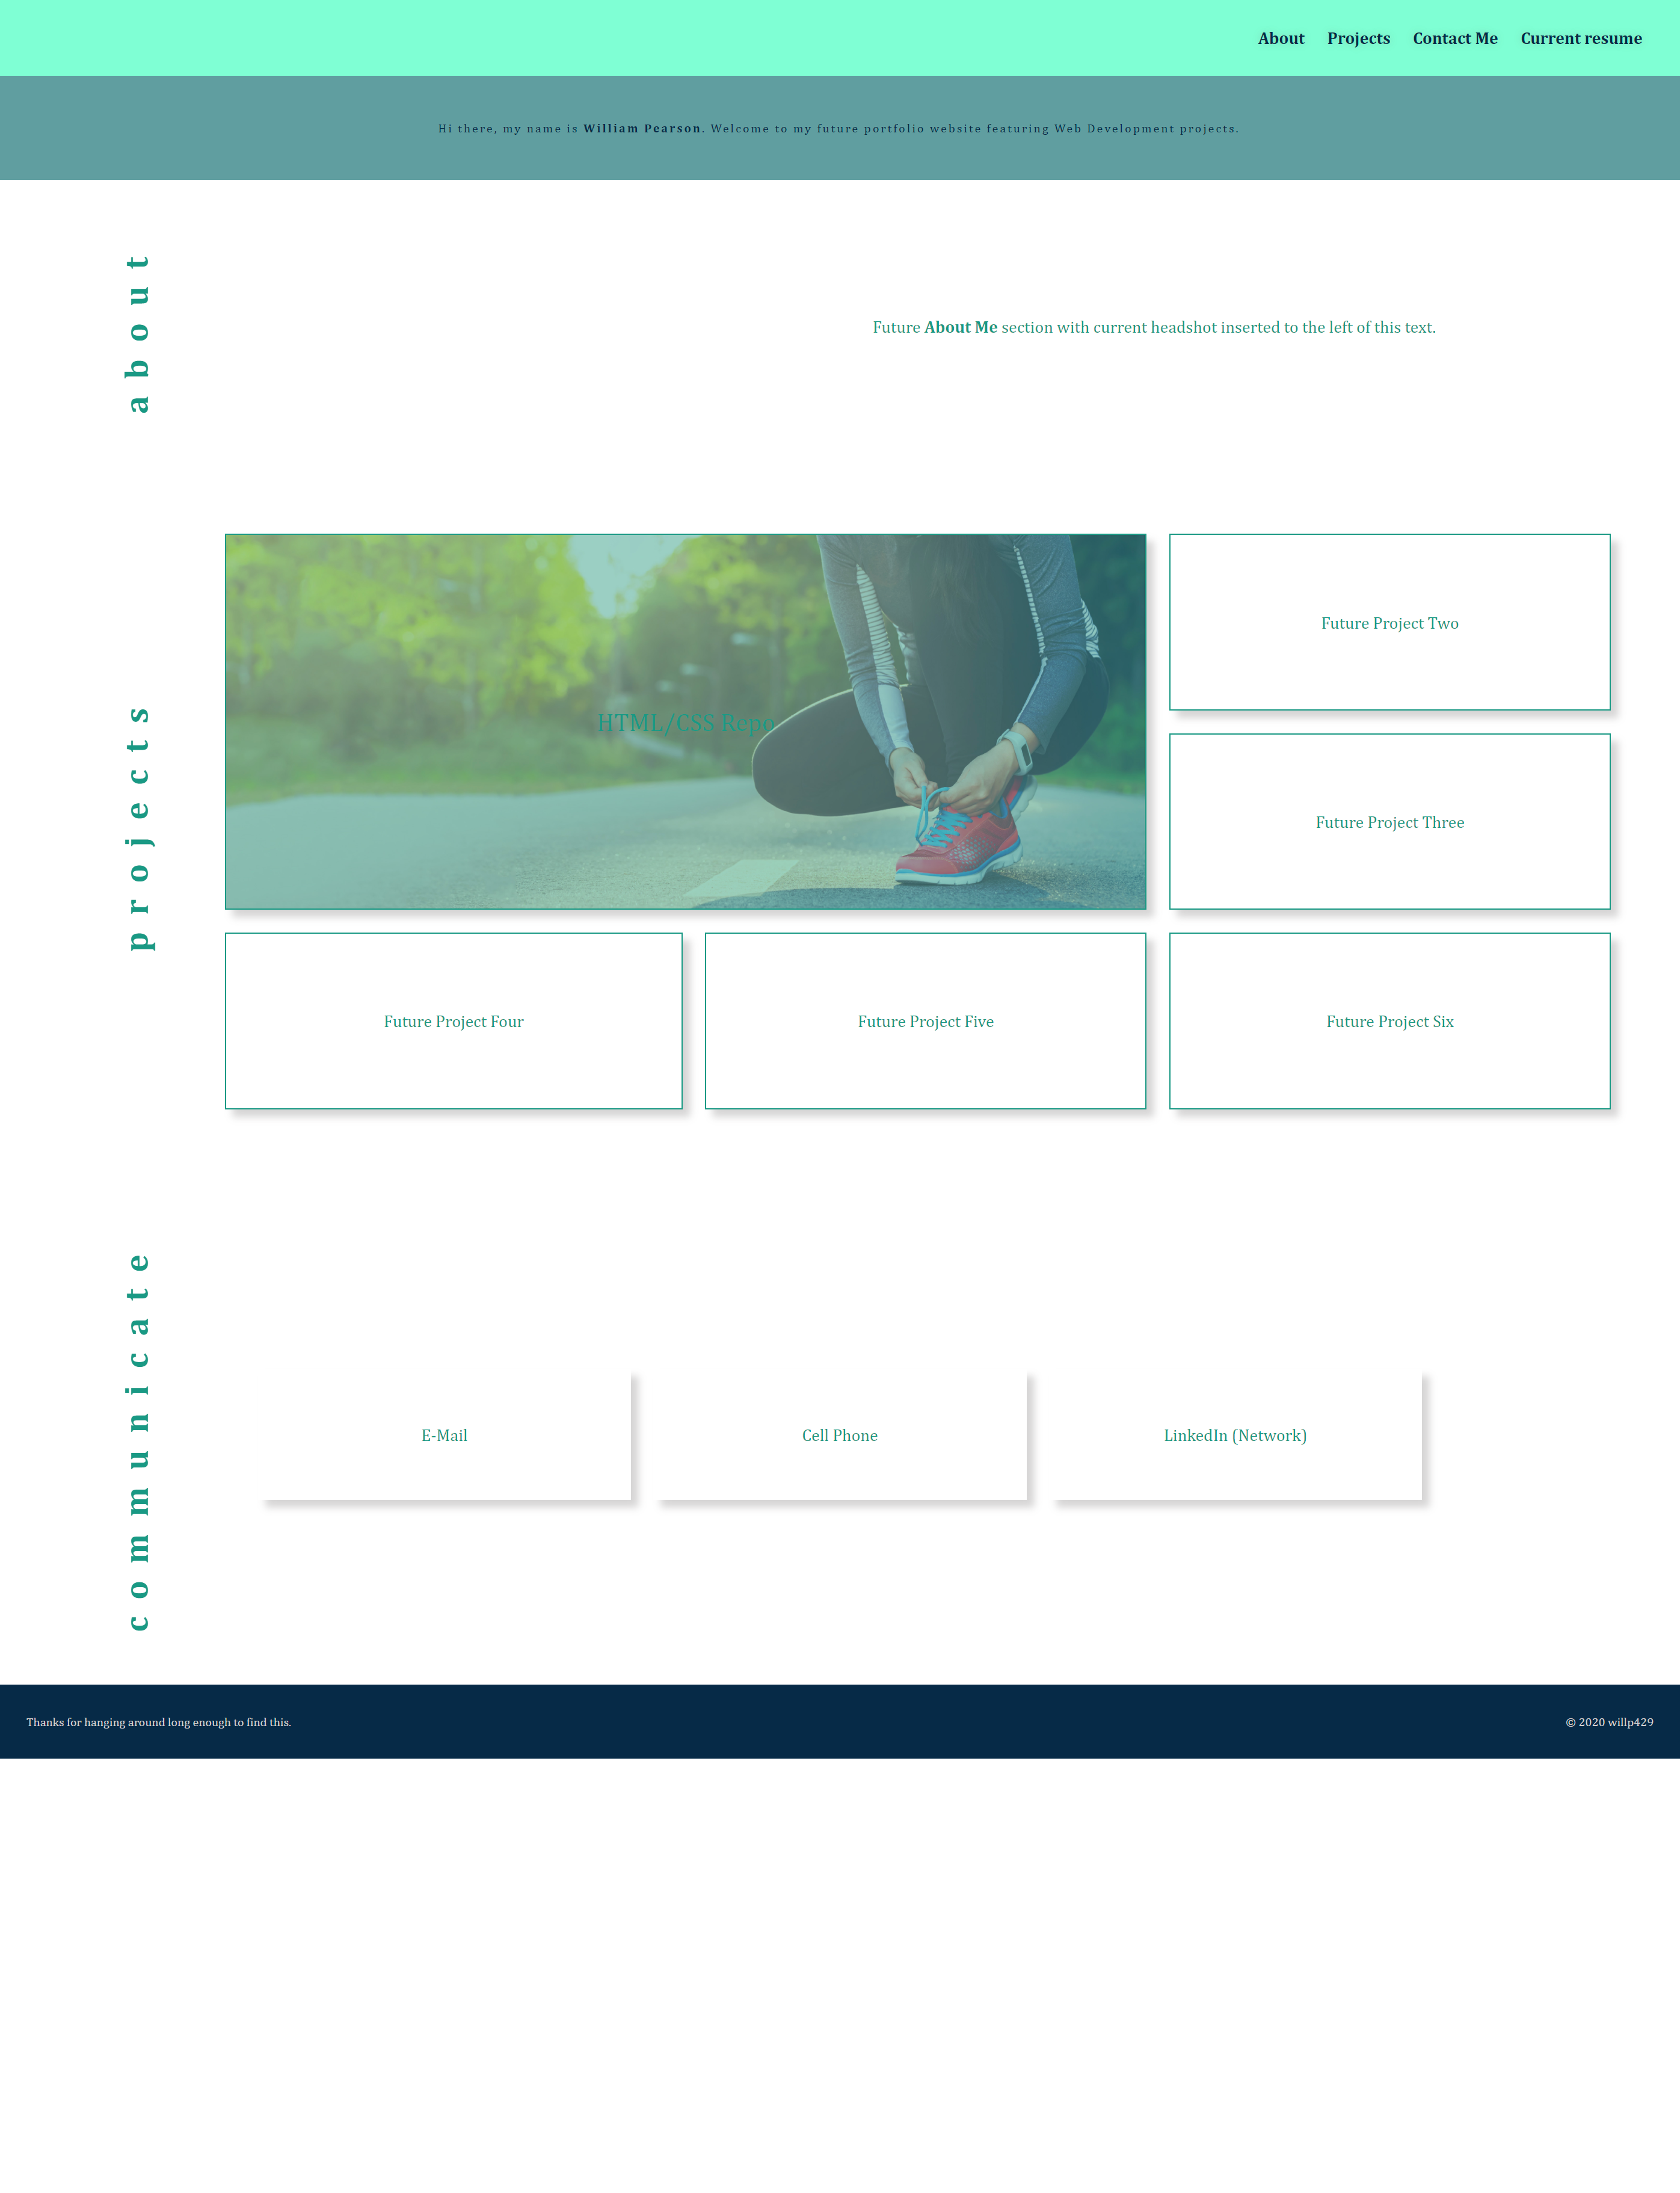 About Projects Contact Me Current resume
Hi there, my name is William Pearson. Welcome to my future portfolio website featuring Web Development projects.
about
Future About Me section with current headshot inserted to the left of this text.
projects
HTML/CSS Repo
Future Project Two
Future Project Three
Future Project Four
Future Project Five
Future Project Six
communicate
E-Mail
Cell Phone
LinkedIn (Network)
Thanks for hanging around long enough to find this.
© 2020 willp429